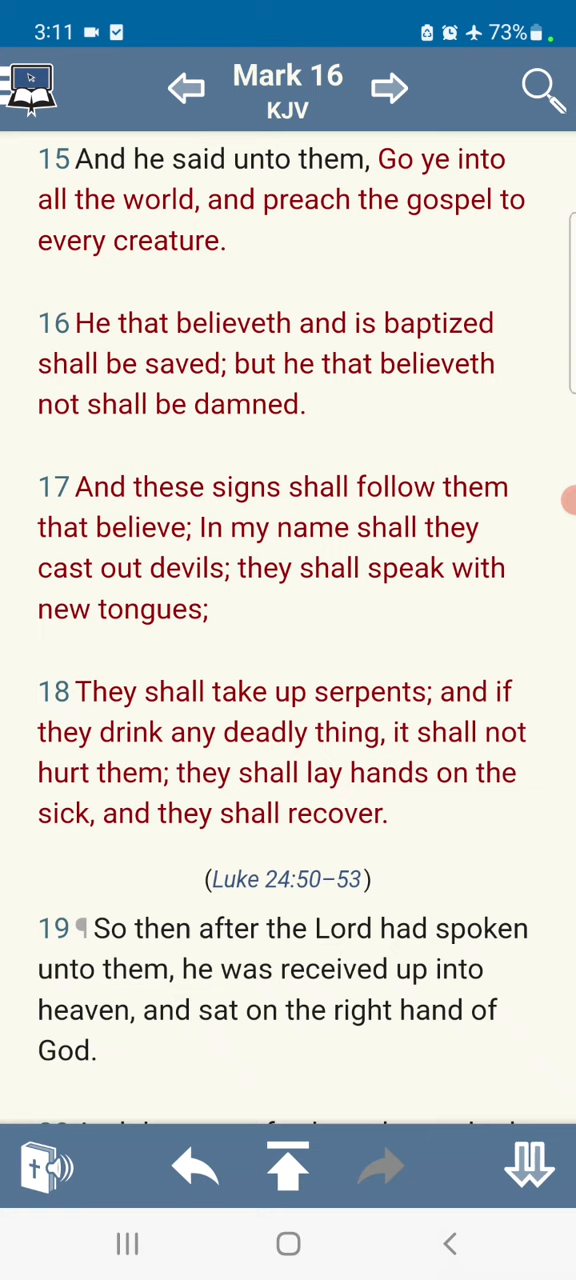 3:11 73%
Mark 16
KJV
15 And he said unto them, Go ye into
all the world, and preach the gospel to
every creature.
16 He that believeth and is baptized
shall be saved; but he that believeth
not shall be damned.
17 And these signs shall follow them
that believe; In my name shall they
cast out devils; they shall speak with
new tongues;
18 They shall take up serpents; and if
they drink any deadly thing, it shall not
hurt them; they shall lay hands on the
sick, and they shall recover.
(Luke 24:50–53)
19 ¶ So then after the Lord had spoken
unto them, he was received up into
heaven, and sat on the right hand of
God.